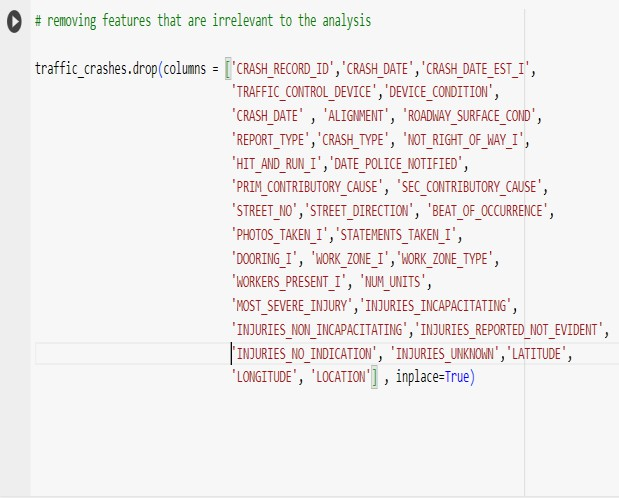 # removing features that are irrelevant to the analysis
traffic_crashes.drop(columns = ['CRASH_RECORD_ID','CRASH_DATE','CRASH_DATE_EST_I',
'TRAFFIC_CONTROL_DEVICE','DEVICE_CONDITION',
'CRASH_DATE' , 'ALIGNMENT', 'ROADWAY_SURFACE_COND',
'REPORT_TYPE','CRASH_TYPE', 'NOT_RIGHT_OF_WAY_I',
'HIT_AND_RUN_I','DATE_POLICE_NOTIFIED',
'PRIM_CONTRIBUTORY_CAUSE', 'SEC_CONTRIBUTORY_CAUSE',
'STREET_NO','STREET_DIRECTION', 'BEAT_OF_OCCURRENCE',
'PHOTOS_TAKEN_I','STATEMENTS_TAKEN_I',
'DOORING_I', 'WORK_ZONE_I','WORK_ZONE_TYPE',
'WORKERS_PRESENT_I', 'NUM_UNITS',
'MOST_SEVERE_INJURY','INJURIES_INCAPACITATING',
'INJURIES_NON_INCAPACITATING','INJURIES_REPORTED_NOT_EVIDENT',
'INJURIES_NO_INDICATION', 'INJURIES_UNKNOWN','LATITUDE',
'LONGITUDE', 'LOCATION'] , inplace=True)